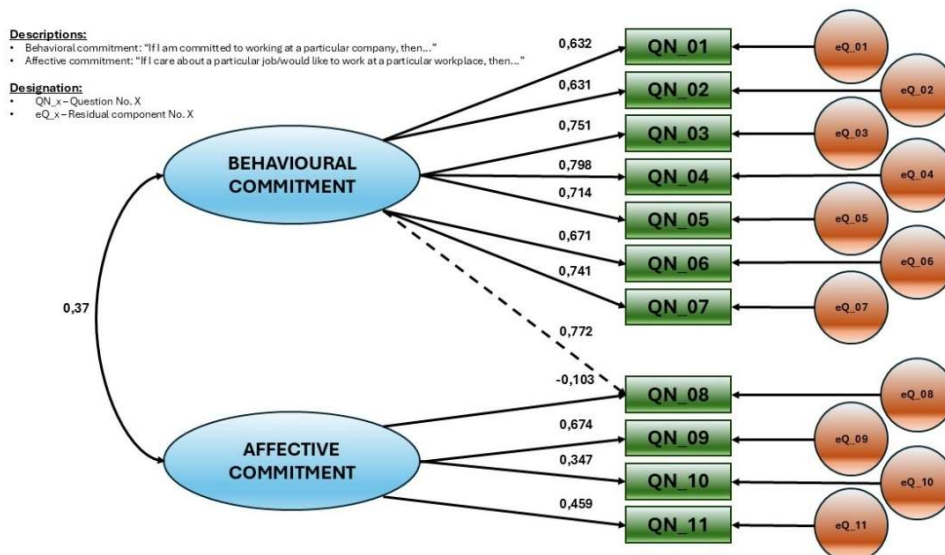 Descriptions:
• Behavioral commitment: “If I am committed to working at a particular company, then…”
• Affective commitment: “If I care about a particular job/would like to work at a particular workplace, then…”
Designation:
• QN_x – Question No. X
• eQ_x – Residual component No. X
BEHAVIOURAL
COMMITMENT
AFFECTIVE
COMMITMENT
0,37
0,632
QN_01
eQ_01
0,631
QN_02
eQ_02
0,751
QN_03
eQ_03
0,798
QN_04
eQ_04
0,714
QN_05
eQ_05
0,671
QN_06
eQ_06
0,741
QN_07
eQ_07
0,772
-0,103
QN_08
eQ_08
0,674
QN_09
eQ_09
0,347
QN_10
eQ_10
0,459
QN_11
eQ_11